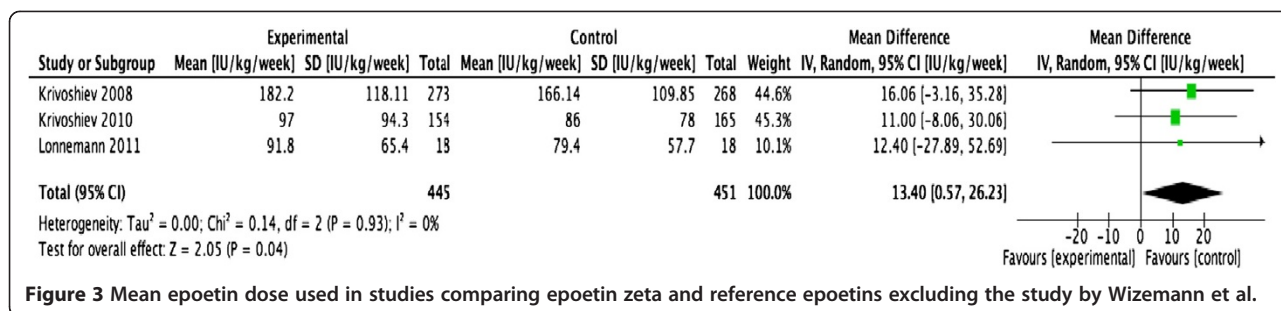 Experimental Control Mean Difference Mean Difference
Study or Subgroup Mean [IU/kg/week] SD [IU/kg/week] Total Mean [IU/kg/week] SD [IU/kg/week] Total Weight IV, Random, 95% CI [IU/kg/week] IV, Random, 95% CI [IU/kg/week]
Krivoshiev 2008 182.2 118.11 273 166.14 109.85 268 44.6% 16.06 [-3.16, 35.28]
Krivoshiev 2010 97 94.3 154 86 78 165 45.3% 11.00 [-8.06, 30.06]
Lonnemann 2011 91.8 65.4 18 79.4 57.7 18 10.1% 12.40 [-27.89, 52.69]
Total (95% CI) 445 451 100.0% 13.40 [0.57, 26.23]
Heterogeneity: Tau² = 0.00; Chi² = 0.14, df = 2 (P = 0.93); I² = 0%
Test for overall effect: Z = 2.05 (P = 0.04)
-20 -10 0 10 20
Favours [experimental] Favours [control]
Figure 3 Mean epoetin dose used in studies comparing epoetin zeta and reference epoetins excluding the study by Wizemann et al.